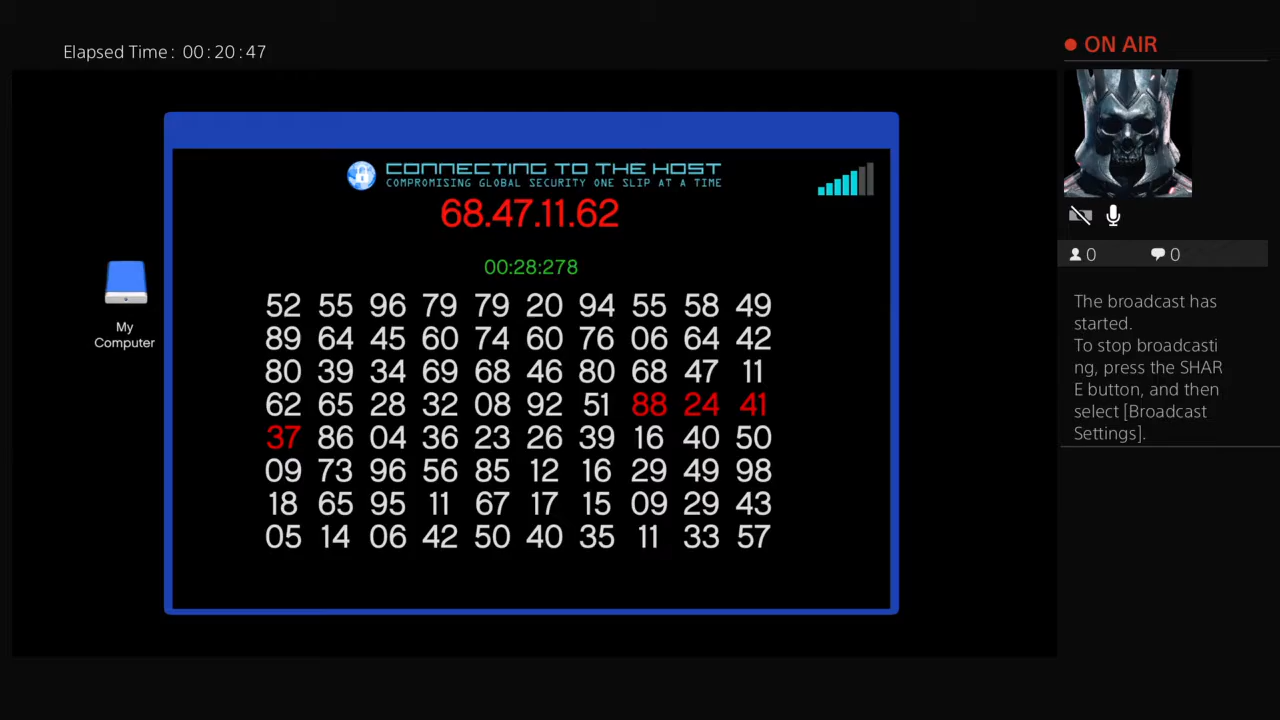 Elapsed Time: 00:20:47
ON AIR
CONNECTING TO THE HOST
COMPROMISING GLOBAL SECURITY ONE SLIP AT A TIME
68.47.11.62
00:28:278
52 55 96 79 79 20 94 55 58 49
89 64 45 60 74 60 76 06 64 42
80 39 34 69 68 46 80 68 47 11
62 65 28 32 08 92 51 88 24 41
37 86 04 36 23 26 39 16 40 50
09 73 96 56 85 12 16 29 49 98
18 65 95 11 67 17 15 09 29 43
05 14 06 42 50 40 35 11 33 57
My
Computer
0 0
The broadcast has
started.
To stop broadcasti
ng, press the SHAR
E button, and then
select [Broadcast
Settings].